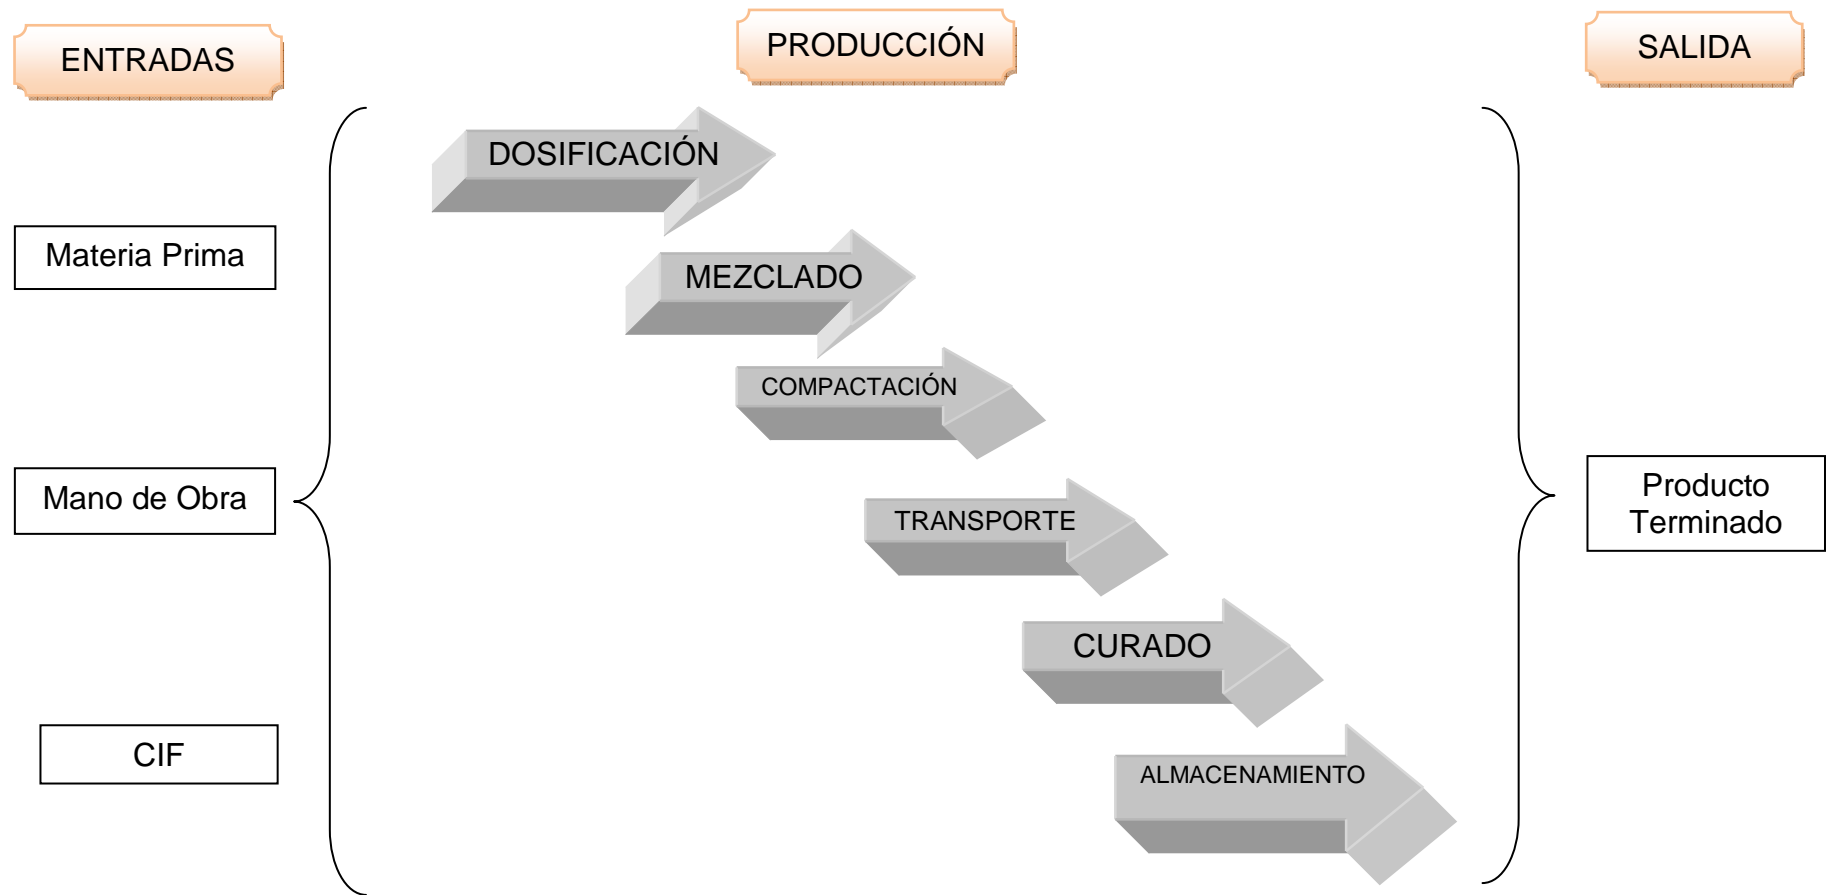 ENTRADAS
PRODUCCIÓN
SALIDA
DOSIFICACIÓN
Materia Prima
MEZCLADO
COMPACTACIÓN
Mano de Obra
TRANSPORTE
Producto
Terminado
CURADO
CIF
ALMACENAMIENTO